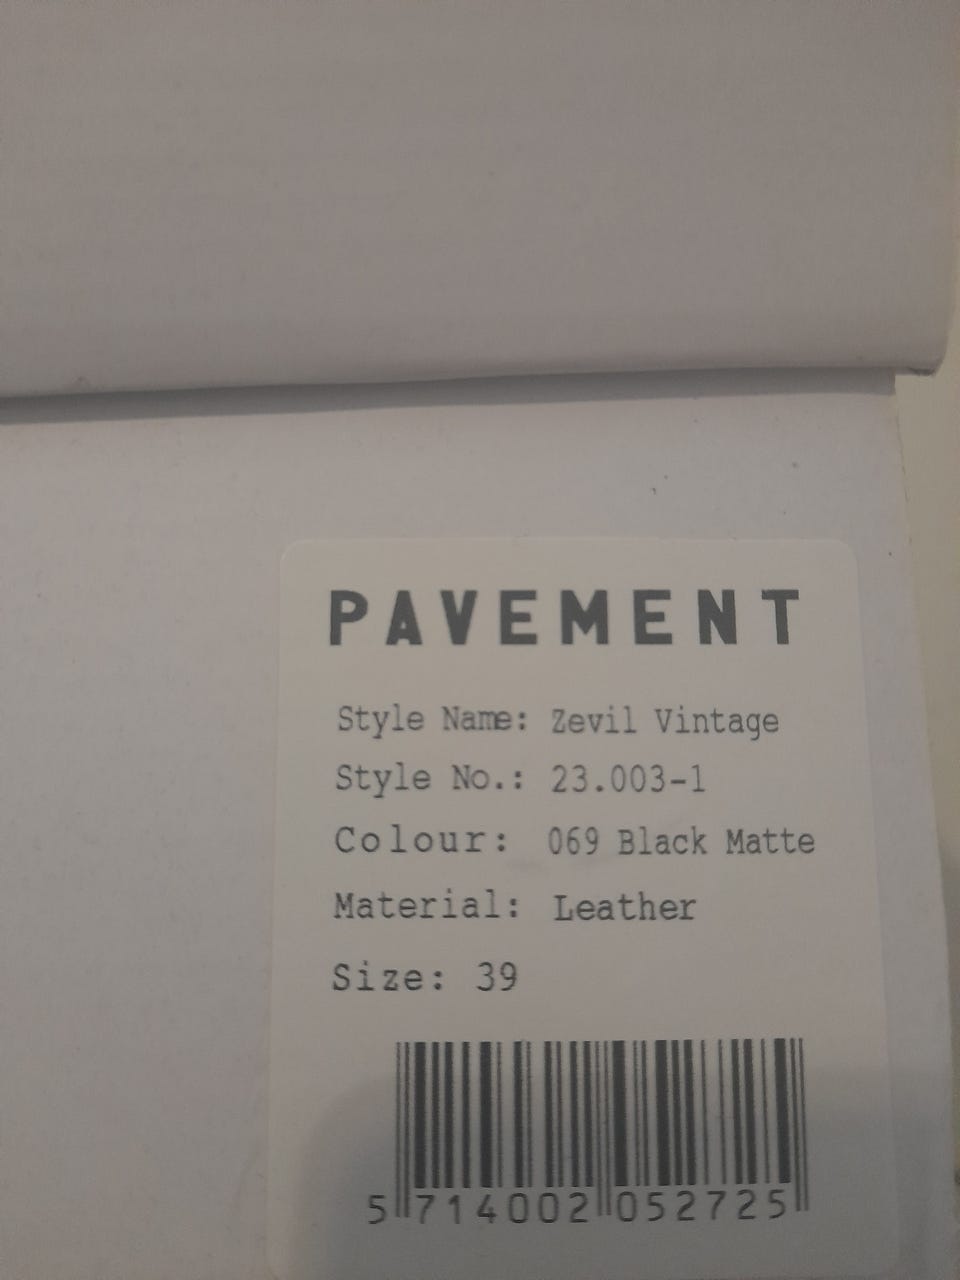 PAVEMENT
Style Name: Zevil Vintage
Style No.: 23.003-1
Colour: 069 Black Matte
Material: Leather
Size: 39
5 714002 052725